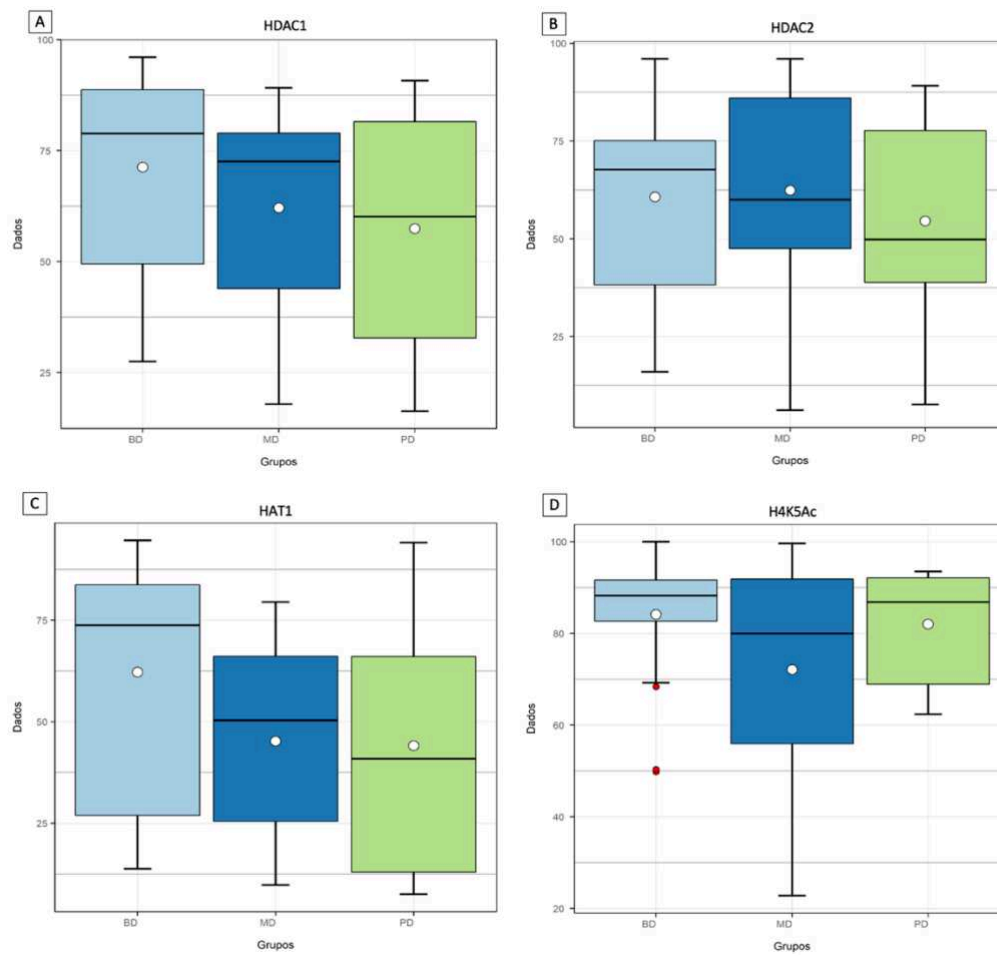 A
HDAC1
100
75
50
25
Dados
BD MD PD
Grupos
B
HDAC2
100
75
50
25
Dados
BD MD PD
Grupos
C
HAT1
75
50
25
Dados
BD MD PD
Grupos
D
H4K5Ac
100
80
60
40
20
Dados
BD MD PD
Grupos